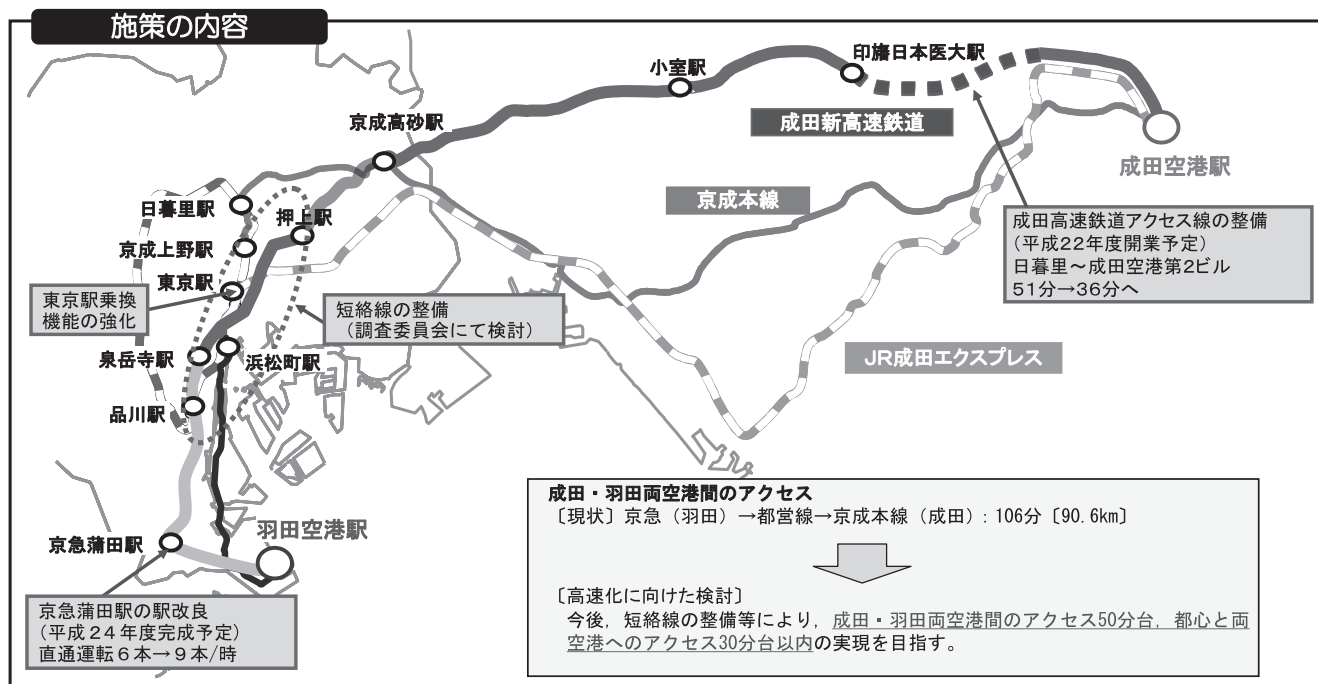 施策の内容
印旛日本医大駅
小室駅
京成高砂駅
成田新高速鉄道
成田空港駅
京成本線
日暮里駅
押上駅
京成上野駅
東京駅
成田高速鉄道アクセス線の整備
(平成22年度開業予定)
日暮里～成田空港第2ビル
51分→36分へ
東京駅乗換
機能の強化
短絡線の整備
(調査委員会にて検討)
泉岳寺駅
浜松町駅
JR成田エクスプレス
品川駅
羽田空港駅
京急蒲田駅
京急蒲田駅の駅改良
(平成24年度完成予定)
直通運転6本→9本/時
成田・羽田両空港間のアクセス
〔現状〕京急（羽田）→都営線→京成本線（成田）: 106分〔90.6km〕
〔高速化に向けた検討〕
今後，短絡線の整備等により，成田・羽田両空港間のアクセス50分台，都心と両
空港へのアクセス30分台以内の実現を目指す。